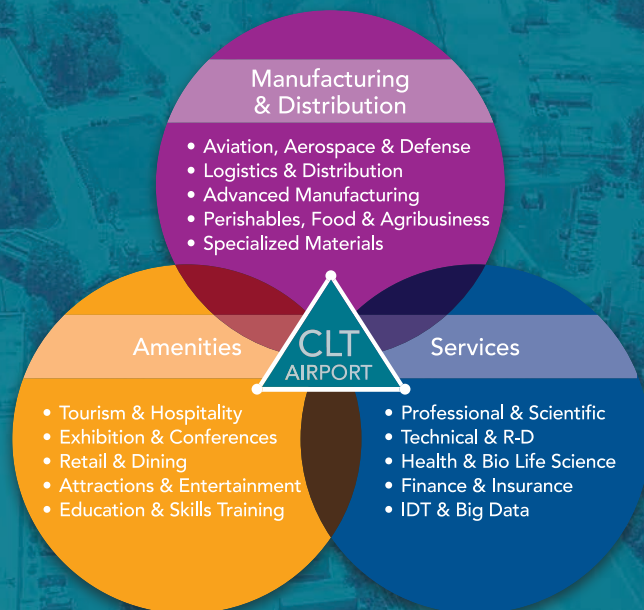 Manufacturing
& Distribution
• Aviation, Aerospace & Defense
• Logistics & Distribution
• Advanced Manufacturing
• Perishables, Food & Agribusiness
• Specialized Materials
CLT
AIRPORT
Amenities
• Tourism & Hospitality
• Exhibition & Conferences
• Retail & Dining
• Attractions & Entertainment
• Education & Skills Training
Services
• Professional & Scientific
• Technical & R-D
• Health & Bio Life Science
• Finance & Insurance
• IDT & Big Data